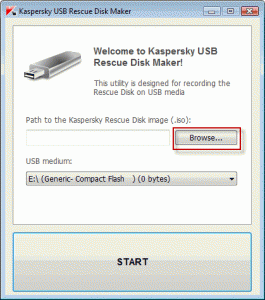 Kaspersky USB Rescue Disk Maker
Welcome to Kaspersky USB
Rescue Disk Maker!
This utility is designed for recording the
Rescue Disk on USB media
Path to the Kaspersky Rescue Disk image (.iso):
Browse...
USB medium:
E:\ (Generic- Compact Flash    ) (0 bytes)
START